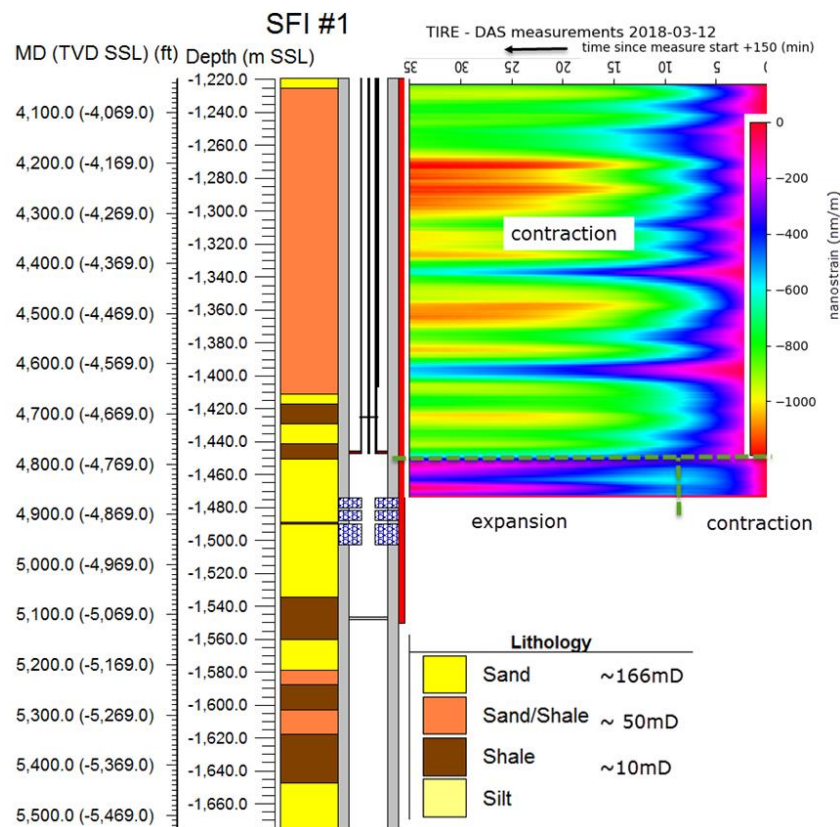 SFI #1
TIRE - DAS measurements 2018-03-12
time since measure start +150 (min)
MD (TVD SSL) (ft)
Depth (m SSL)
35 30 25 20 15 10 5 0
4,100.0 (-4,069.0)
4,200.0 (-4,169.0)
4,300.0 (-4,269.0)
4,400.0 (-4,369.0)
4,500.0 (-4,469.0)
4,600.0 (-4,569.0)
4,700.0 (-4,669.0)
4,800.0 (-4,769.0)
4,900.0 (-4,869.0)
5,000.0 (-4,969.0)
5,100.0 (-5,069.0)
5,200.0 (-5,169.0)
5,300.0 (-5,269.0)
5,400.0 (-5,369.0)
5,500.0 (-5,469.0)
-1,220.0
-1,240.0
-1,260.0
-1,280.0
-1,300.0
-1,320.0
-1,340.0
-1,360.0
-1,380.0
-1,400.0
-1,420.0
-1,440.0
-1,460.0
-1,480.0
-1,500.0
-1,520.0
-1,540.0
-1,560.0
-1,580.0
-1,600.0
-1,620.0
-1,640.0
-1,660.0
contraction
0
-200
-400
-600
-800
-1000
nanostrain (nm/m)
expansion
contraction
Lithology
Sand ~166mD
Sand/Shale ~ 50mD
Shale ~10mD
Silt